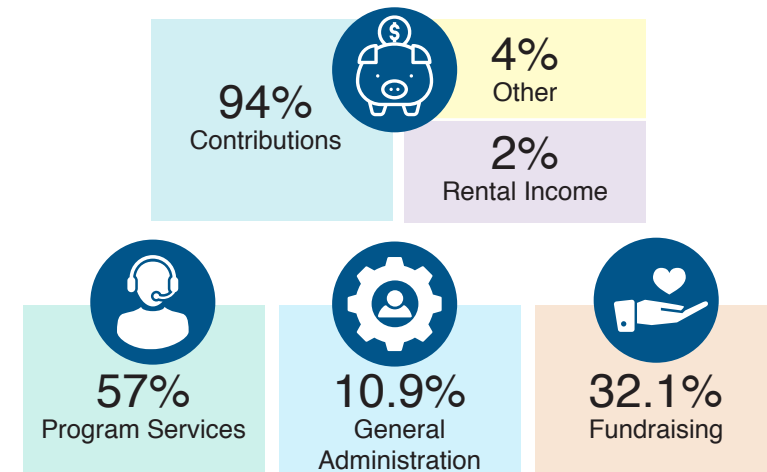 $
94%
Contributions
4%
Other
2%
Rental Income
57%
Program Services
10.9%
General
Administration
32.1%
Fundraising